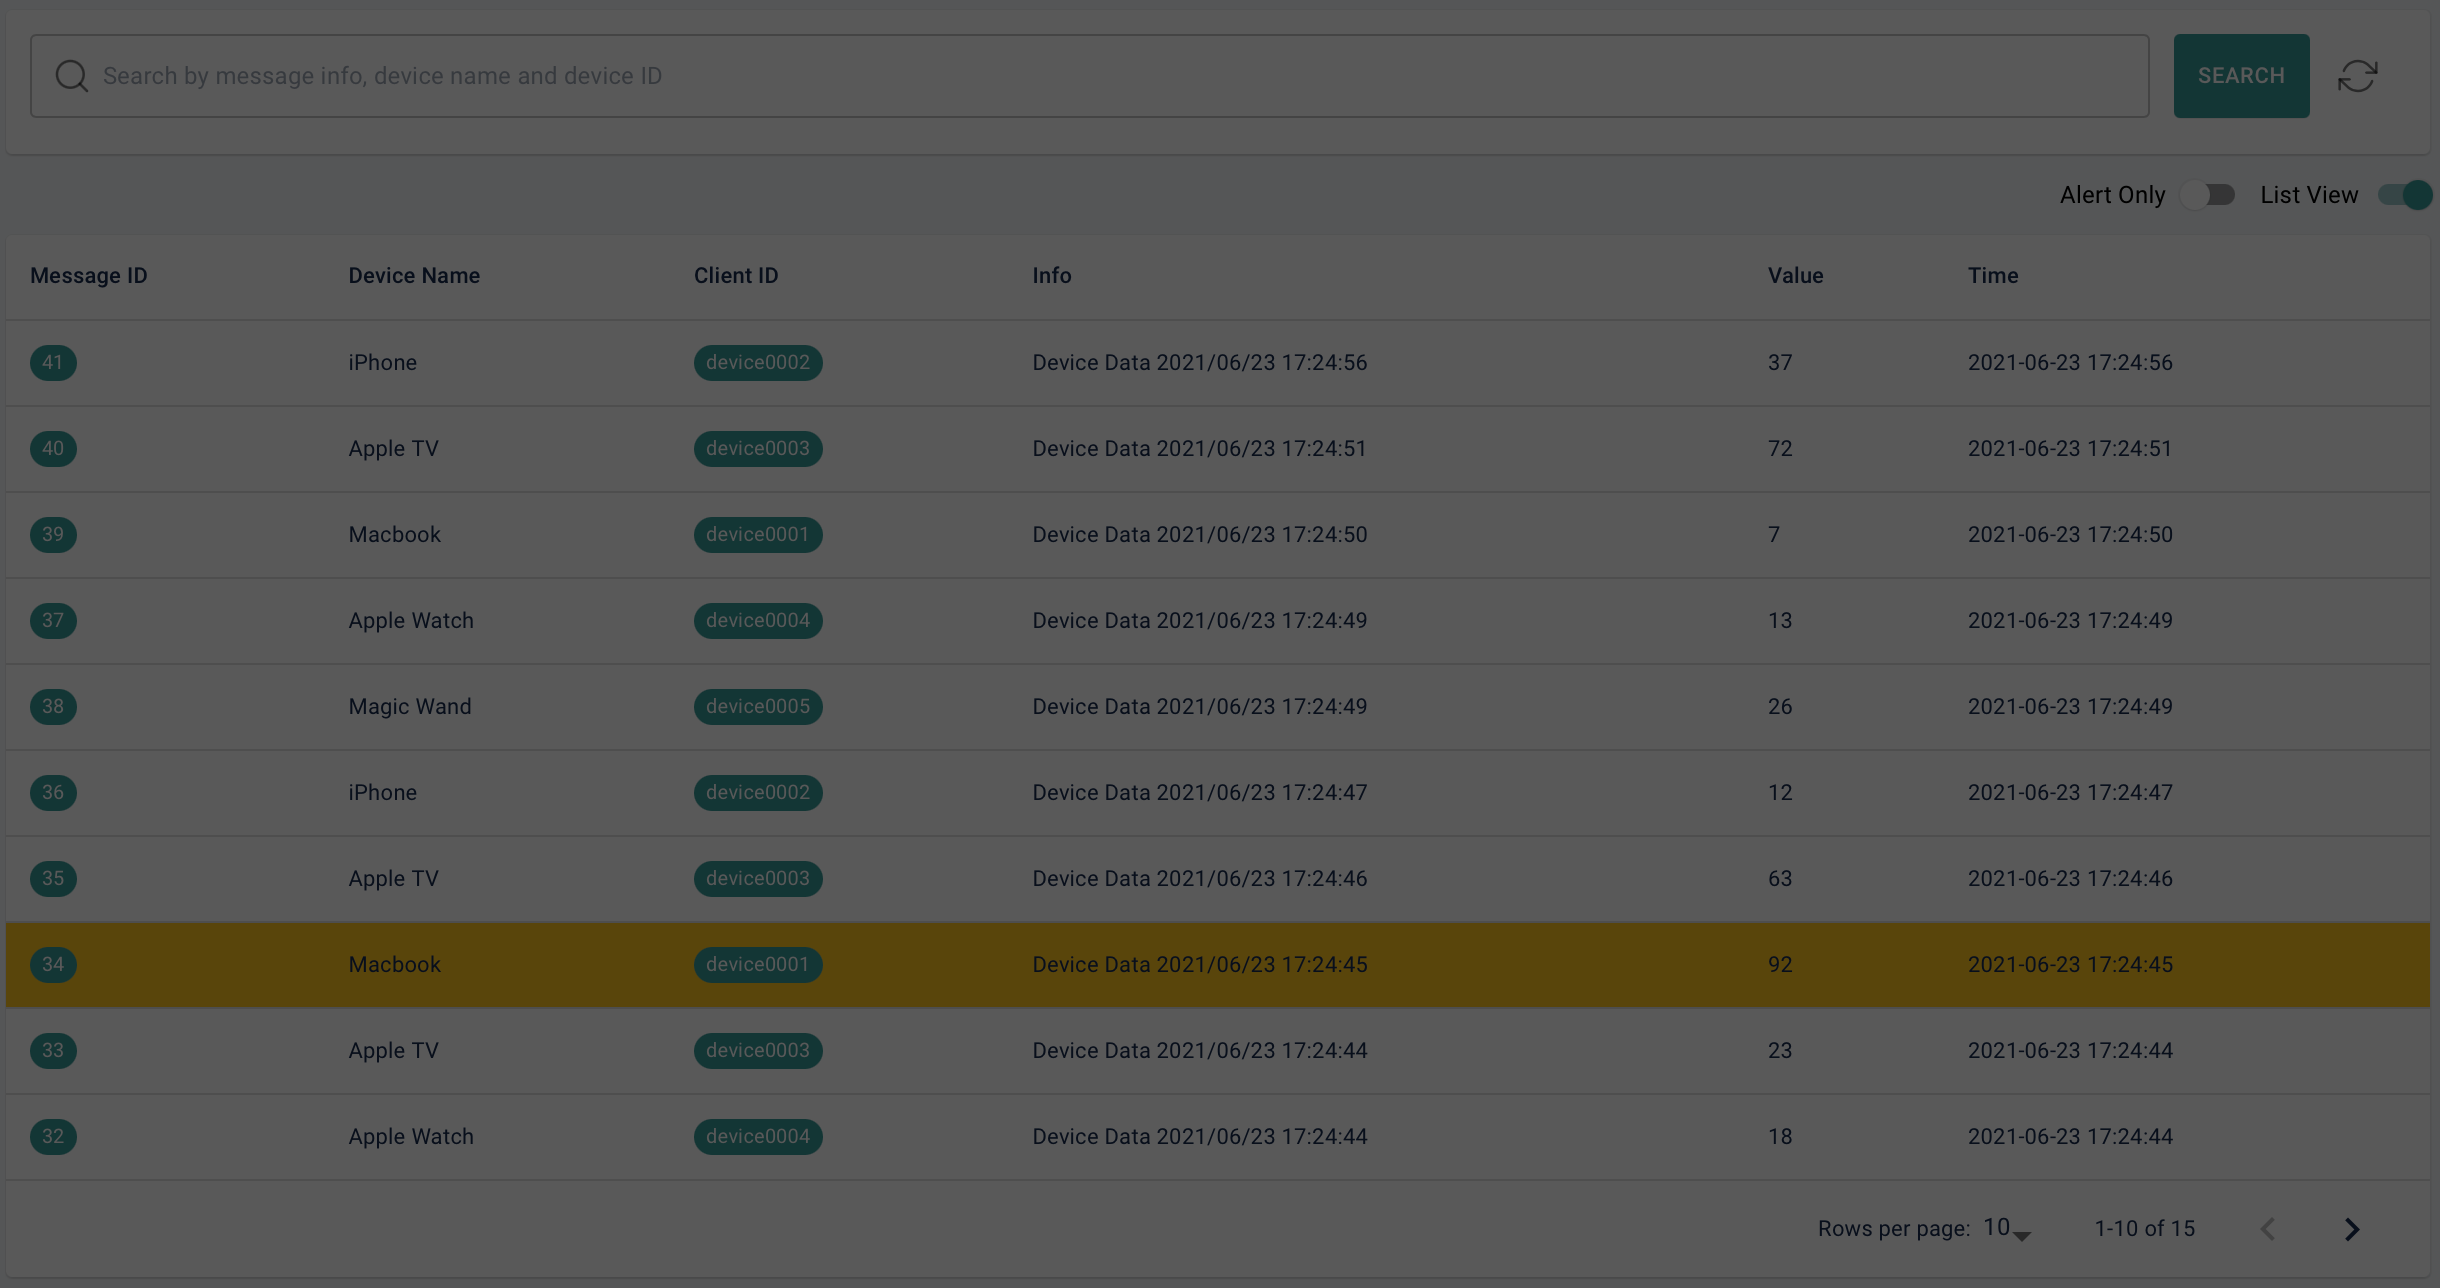 Search by message info, device name and device ID SEARCH
Alert Only List View
Message ID Device Name Client ID Info Value Time
41 iPhone device0002 Device Data 2021/06/23 17:24:56 37 2021-06-23 17:24:56
40 Apple TV device0003 Device Data 2021/06/23 17:24:51 72 2021-06-23 17:24:51
39 Macbook device0001 Device Data 2021/06/23 17:24:50 7 2021-06-23 17:24:50
37 Apple Watch device0004 Device Data 2021/06/23 17:24:49 13 2021-06-23 17:24:49
38 Magic Wand device0005 Device Data 2021/06/23 17:24:49 26 2021-06-23 17:24:49
36 iPhone device0002 Device Data 2021/06/23 17:24:47 12 2021-06-23 17:24:47
35 Apple TV device0003 Device Data 2021/06/23 17:24:46 63 2021-06-23 17:24:46
34 Macbook device0001 Device Data 2021/06/23 17:24:45 92 2021-06-23 17:24:45
33 Apple TV device0003 Device Data 2021/06/23 17:24:44 23 2021-06-23 17:24:44
32 Apple Watch device0004 Device Data 2021/06/23 17:24:44 18 2021-06-23 17:24:44
Rows per page: 10 1-10 of 15